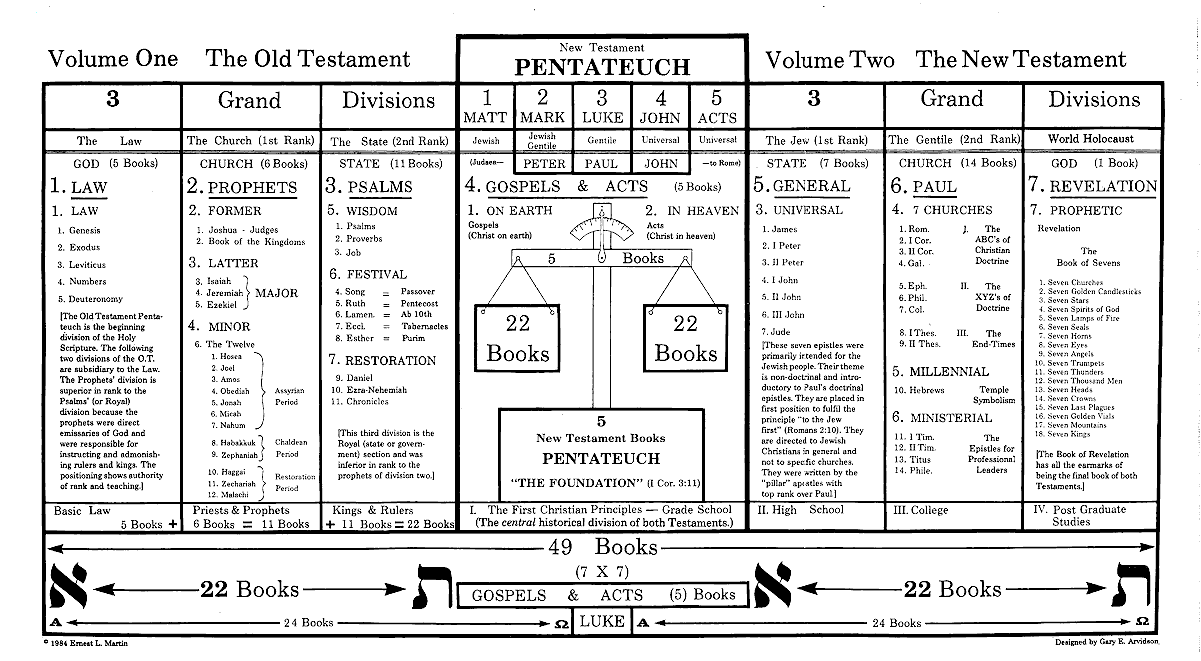 Volume One The Old Testament
New Testament
PENTATEUCH
Volume Two The New Testament
3 Grand Divisions
The Law
The Church (1st Rank)
The State (2nd Rank)
GOD (5 Books)
1. LAW
1. LAW
1. Genesis
2. Exodus
3. Leviticus
4. Numbers
5. Deuteronomy
[The Old Testament Penta-
teuch is the beginning
division of the Holy
Scripture. The following
two divisions of the O.T.
are subsidiary to the Law.
The Prophets' division is
superior in rank to the
Psalms' (or Royal)
division because the
prophets were direct
emissaries of God and
were responsible for
instructing and admonish-
ing rulers and kings. The
positioning shows authority
of rank and teaching.]
Basic Law
5 Books +
CHURCH (6 Books)
2. PROPHETS
2. FORMER
1. Joshua - Judges
2. Book of the Kingdoms
3. LATTER
3. Isaiah
4. Jeremiah
5. Ezekiel
MAJOR
4. MINOR
6. The Twelve
1. Hosea
2. Joel
3. Amos
4. Obediah
5. Jonah
6. Micah
7. Nahum
Assyrian
Period
8. Habakkuk
9. Zephaniah
Chaldean
Period
10. Haggai
11. Zechariah
12. Malachi
Restoration
Period
Priests & Prophets
6 Books = 11 Books
STATE (11 Books)
3. PSALMS
5. WISDOM
1. Psalms
2. Proverbs
3. Job
6. FESTIVAL
4. Song = Passover
5. Ruth = Pentecost
6. Lamen. = Ab 10th
7. Eccl. = Tabernacles
8. Esther = Purim
7. RESTORATION
9. Daniel
10. Ezra-Nehemiah
11. Chronicles
[This third division is the
Royal (state or govern-
ment) section and was
inferior in rank to the
prophets of division two.]
Kings & Rulers
+ 11 Books = 22 Books
1 2 3 4 5
MATT MARK LUKE JOHN ACTS
Jewish
Jewish
Gentile
Gentile
Universal
Universal
(Judsea— PETER PAUL JOHN —to Rome)
4. GOSPELS & ACTS (5 Books)
1. ON EARTH
Gospels
(Christ on earth)
2. IN HEAVEN
Acts
(Christ in heaven)
5 Books
22
Books
22
Books
5
New Testament Books
PENTATEUCH
"THE FOUNDATION" (I Cor. 3:11)
I. The First Christian Principles — Grade School
(The central historical division of both Testaments.)
3 Grand Divisions
The Jew (1st Rank)
The Gentile (2nd Rank)
World Holocaust
STATE (7 Books)
5. GENERAL
3. UNIVERSAL
1. James
2. I Peter
3. II Peter
4. I John
5. II John
6. III John
7. Jude
[These seven epistles were
primarily intended for the
Jewish people. Their theme
is non-doctrinal and intro-
ductory to Paul's doctrinal
epistles. They are placed in
first position to fulfil the
principle "to the Jew
first" (Romans 2:10). They
are directed to Jewish
Christians in general and
not to specific churches.
They were written by the
"pillar" apostles with
top rank over Paul]
II. High School
CHURCH (14 Books)
6. PAUL
4. 7 CHURCHES
1. Rom.
2. I Cor.
3. II Cor.
4. Gal.
I. The
ABC's of
Christian
Doctrine
5. Eph.
6. Phil.
7. Col.
II. The
XYZ's of
Doctrine
8. I Thes.
9. II Thes.
III. The
End-Times
5. MILLENNIAL
10. Hebrews
Temple
Symbolism
6. MINISTERIAL
11. I Tim.
12. II Tim.
13. Titus
14. Phile.
The
Epistles for
Professional
Leaders
III. College
GOD (1 Book)
7. REVELATION
7. PROPHETIC
Revelation
The
Book of Sevens
1. Seven Churches
2. Seven Golden Candlesticks
3. Seven Stars
4. Seven Spirits of God
5. Seven Lamps of Fire
6. Seven Seals
7. Seven Horns
8. Seven Eyes
9. Seven Angels
10. Seven Trumpets
11. Seven Thunders
12. Seven Thousand Men
13. Seven Heads
14. Seven Crowns
15. Seven Last Plagues
16. Seven Golden Vials
17. Seven Mountains
18. Seven Kings
[The Book of Revelation
has all the earmarks of
being the final book of both
Testaments.]
IV. Post Graduate
Studies
49 Books
(7 X 7)
א 22 Books ת
GOSPELS & ACTS (5) Books
א 22 Books ת
Α 24 Books Ω LUKE Α 24 Books Ω
© 1984 Ernest L. Martin
Designed by Gary E. Arvidson